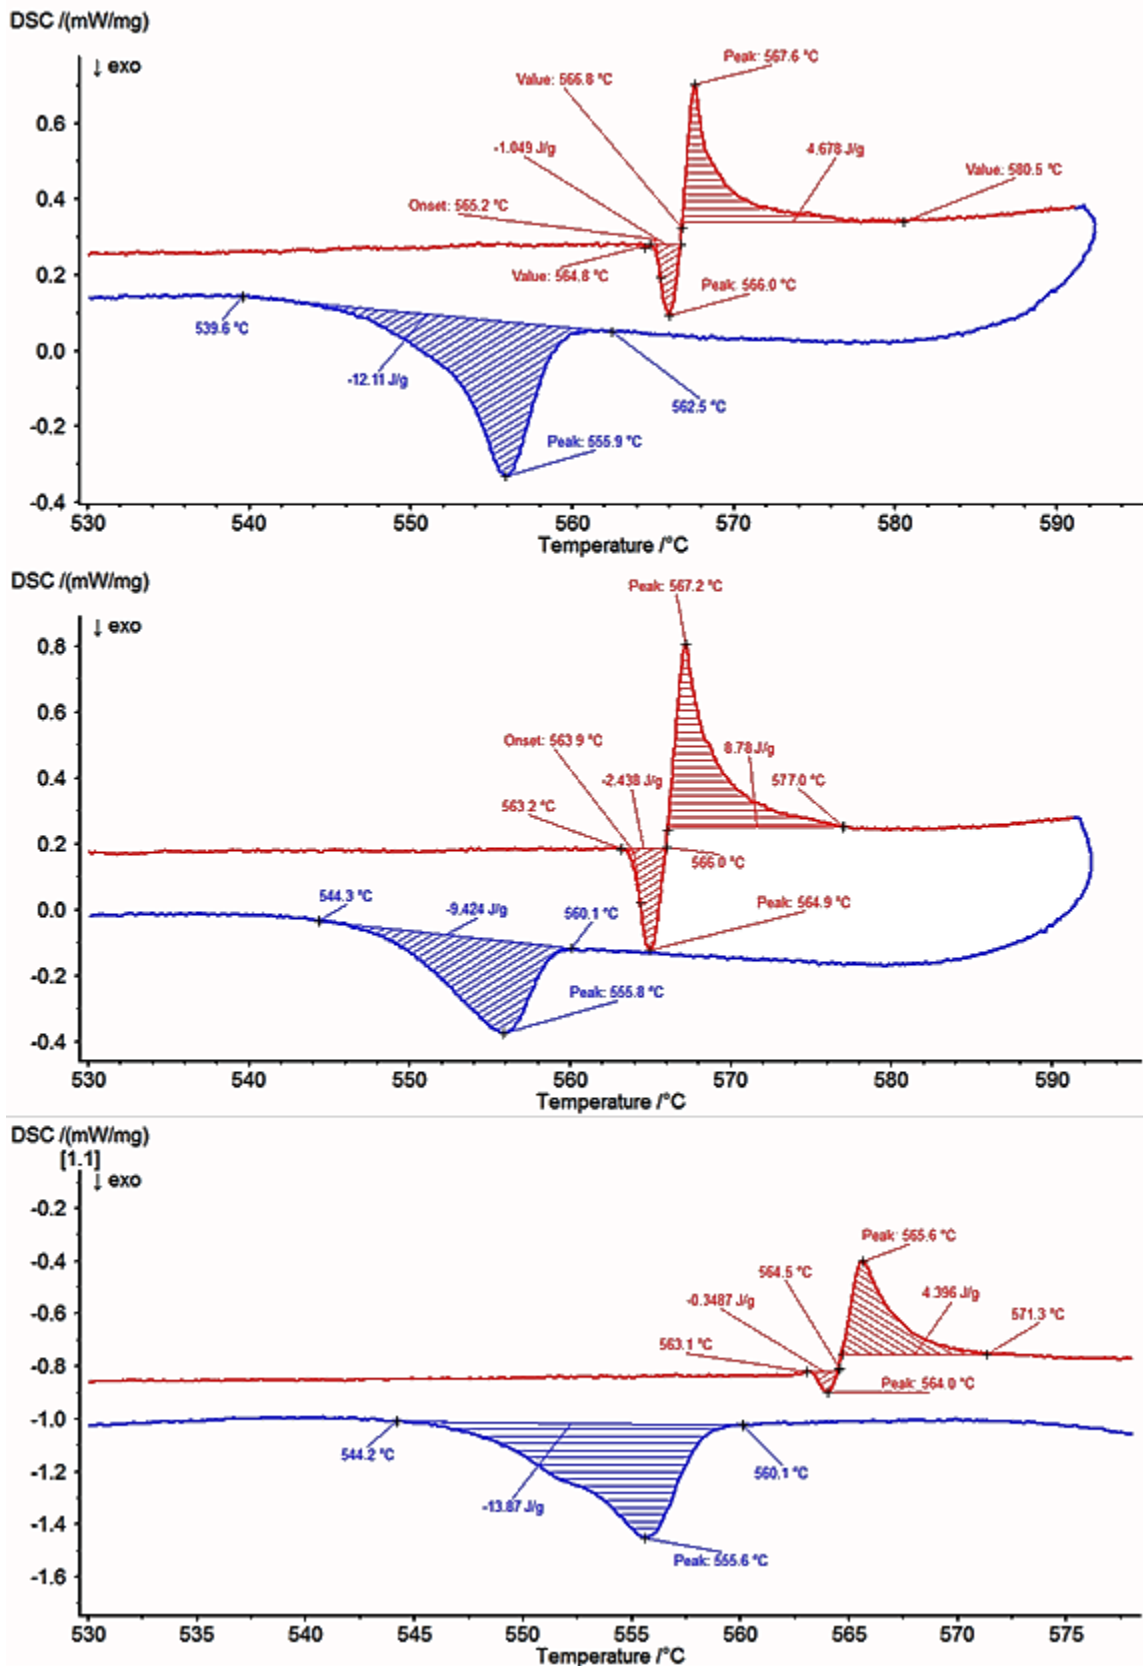 DSC /(mW/mg)
↓ exo
Peak: 567.6 °C
Value: 566.8 °C
0.6
-1.049 J/g
4.678 J/g
Value: 580.5 °C
0.4
Onset: 565.2 °C
0.2
Value: 564.8 °C
Peak: 566.0 °C
539.6 °C
0.0
-12.11 J/g
562.5 °C
-0.2
Peak: 555.9 °C
-0.4
530 540 550 560 570 580 590
Temperature /°C
DSC /(mW/mg)
Peak: 567.2 °C
↓ exo
0.8
0.6
Onset: 563.9 °C
8.78 J/g
-2.438 J/g
577.0 °C
0.4
563.2 °C
0.2
566.0 °C
544.3 °C
-9.424 J/g
560.1 °C
Peak: 564.9 °C
0.0
-0.2
Peak: 555.8 °C
-0.4
530 540 550 560 570 580 590
Temperature /°C
DSC /(mW/mg)
[1.1]
↓ exo
-0.2
Peak: 565.6 °C
-0.4
564.5 °C
-0.3487 J/g
4.396 J/g
571.3 °C
-0.6
563.1 °C
-0.8
Peak: 564.0 °C
-1.0
544.2 °C
560.1 °C
-1.2
-13.87 J/g
-1.4
Peak: 555.6 °C
-1.6
530 535 540 545 550 555 560 565 570 575
Temperature /°C